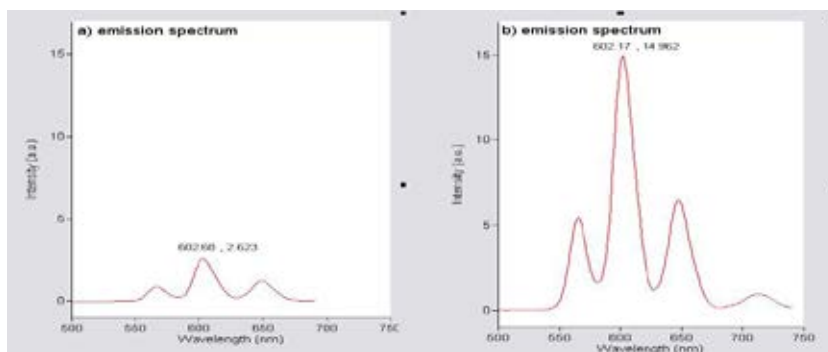 a) emission spectrum
15
10
5
0
602.68 , 2.623
Intensity (a.u.)
500 550 600 650 700 750
Wavelength (nm)
b) emission spectrum
602.17 , 14.962
15
10
5
0
Intensity (a.u.)
500 550 600 650 700 750
Wavelength (nm)